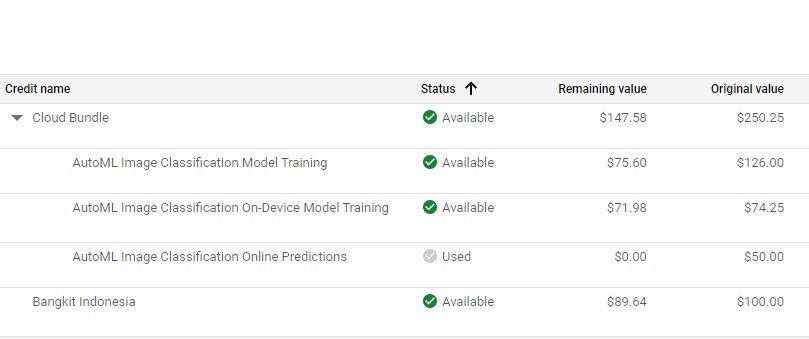 Credit name Status Remaining value Original value
Cloud Bundle Available $147.58 $250.25
AutoML Image Classification Model Training Available $75.60 $126.00
AutoML Image Classification On-Device Model Training Available $71.98 $74.25
AutoML Image Classification Online Predictions Used $0.00 $50.00
Bangkit Indonesia Available $89.64 $100.00